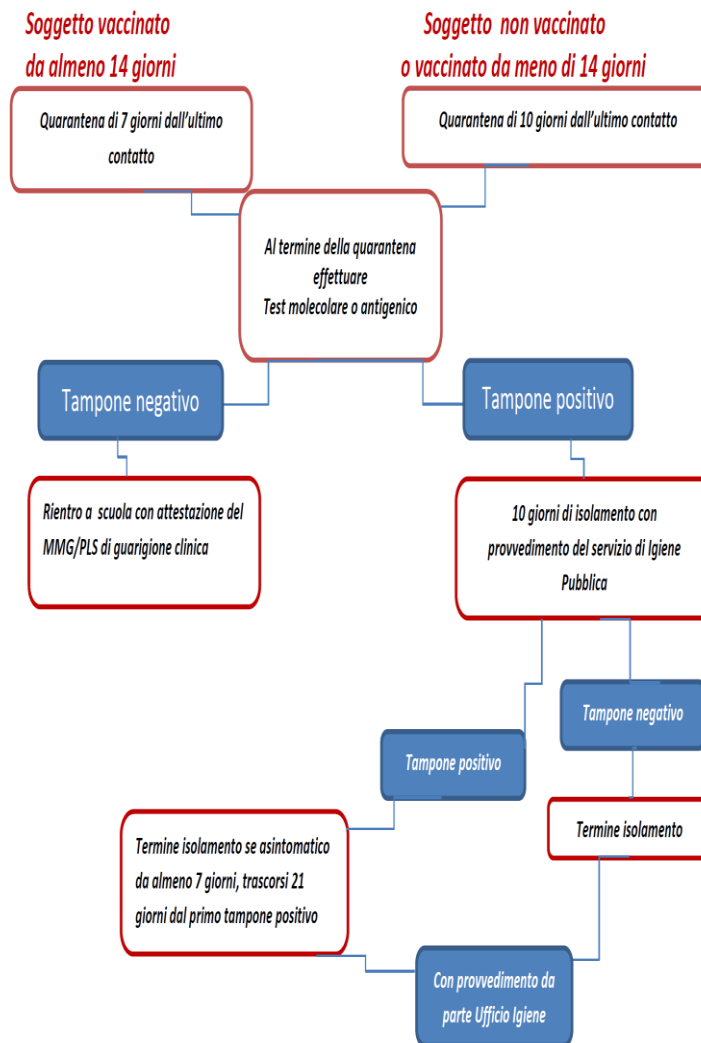 Soggetto vaccinato
da almeno 14 giorni
Soggetto non vaccinato
o vaccinato da meno di 14 giorni
Quarantena di 7 giorni dall'ultimo
contatto
Quarantena di 10 giorni dall'ultimo contatto
Al termine della quarantena
effettuare
Test molecolare o antigenico
Tampone negativo
Tampone positivo
Rientro a scuola con attestazione del
MMG/PLS di guarigione clinica
10 giorni di isolamento con
provvedimento del servizio di Igiene
Pubblica
Tampone negativo
Tampone positivo
Termine isolamento
Termine isolamento se asintomatico
da almeno 7 giorni, trascorsi 21
giorni dal primo tampone positivo
Con provvedimento da
parte Ufficio Igiene